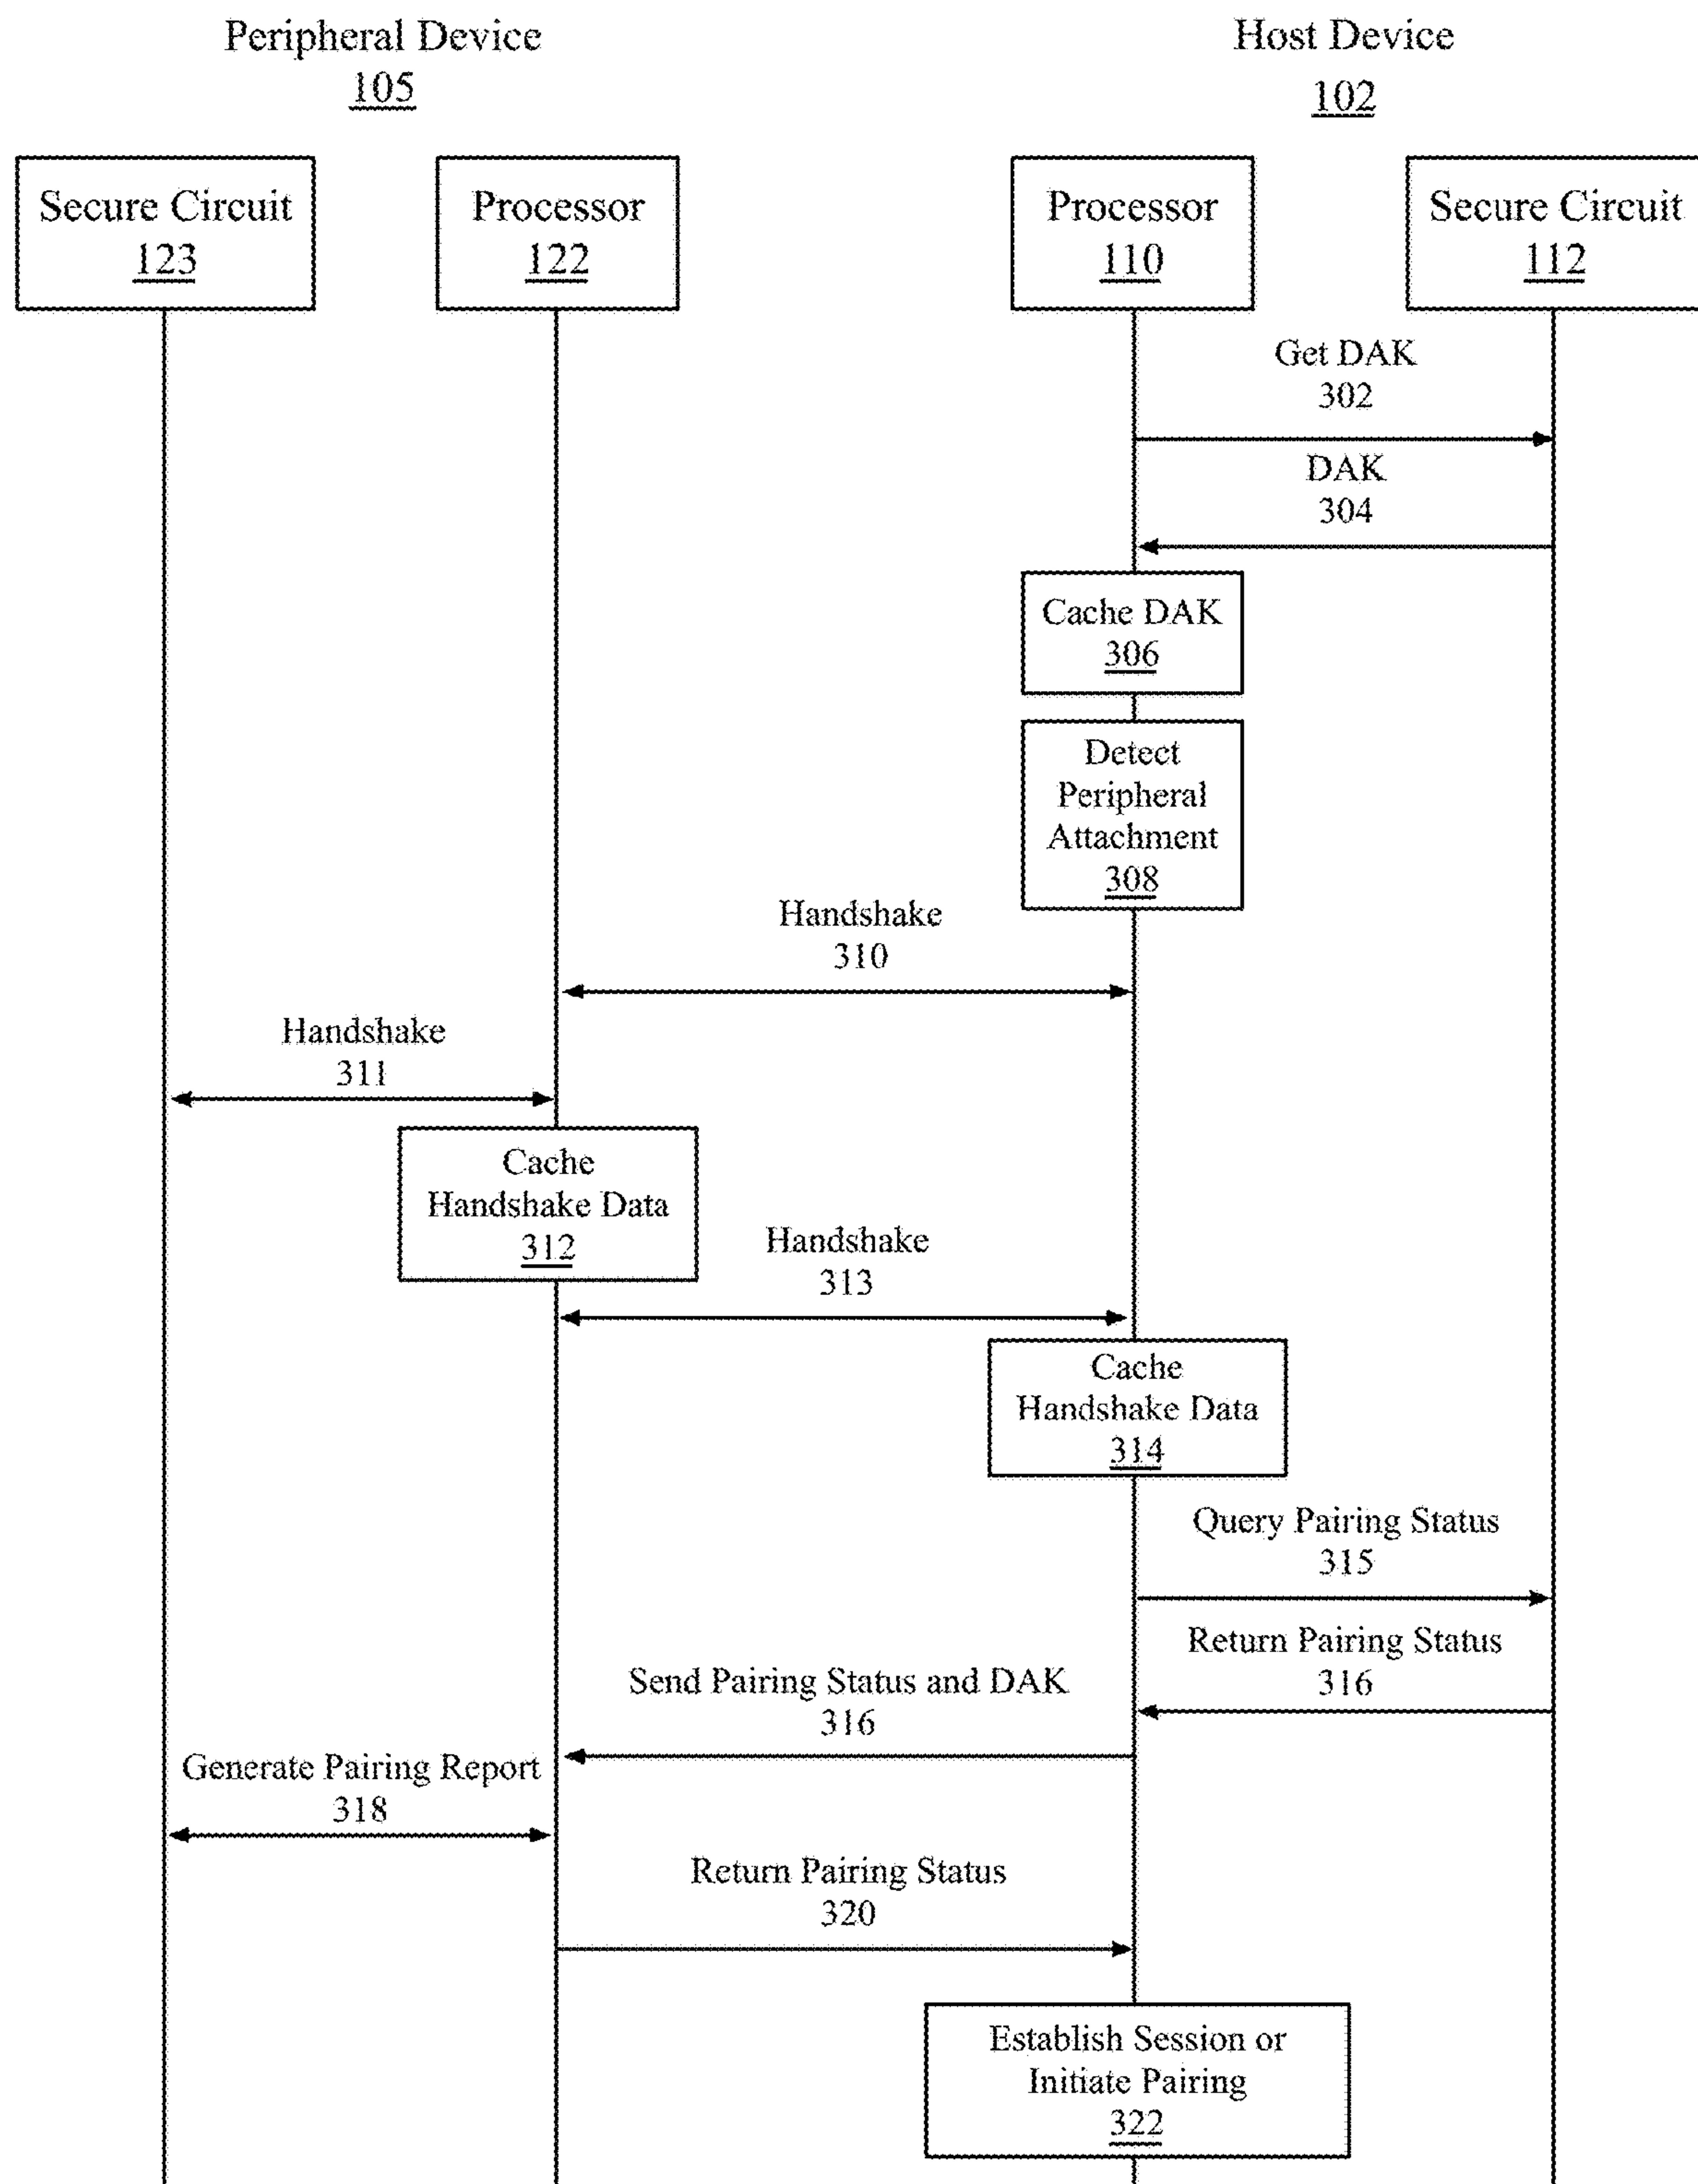 Peripheral Device
105
Host Device
102
Secure Circuit
123
Processor
122
Processor
110
Secure Circuit
112
Get DAK
302
DAK
304
Cache DAK
306
Detect
Peripheral
Attachment
308
Handshake
310
Handshake
311
Cache
Handshake Data
312
Handshake
313
Cache
Handshake Data
314
Query Pairing Status
315
Return Pairing Status
316
Send Pairing Status and DAK
316
Generate Pairing Report
318
Return Pairing Status
320
Establish Session or
Initiate Pairing
322